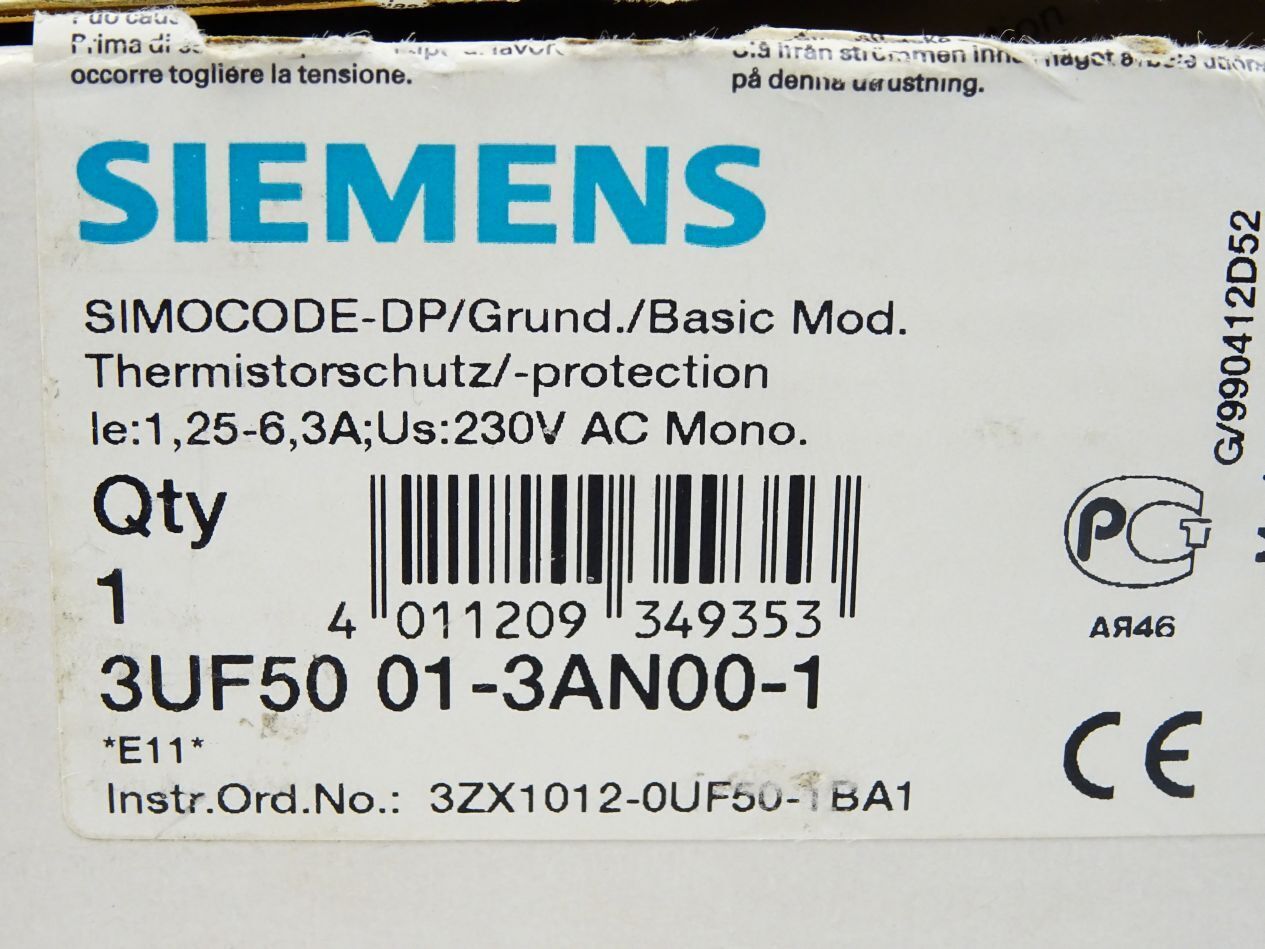 Prima di
occorre togliere la tensione.
på denna utrustning.
SIEMENS
SIMOCODE-DP/Grund./Basic Mod.
Thermistorschutz/-protection
Ie:1,25-6,3A;Us:230V AC Mono.
Qty
1
4 011209 349353
3UF50 01-3AN00-1
*E11*
Instr.Ord.No.: 3ZX1012-0UF50-1BA1
G/990412D52
PCT
АЯ46
CE